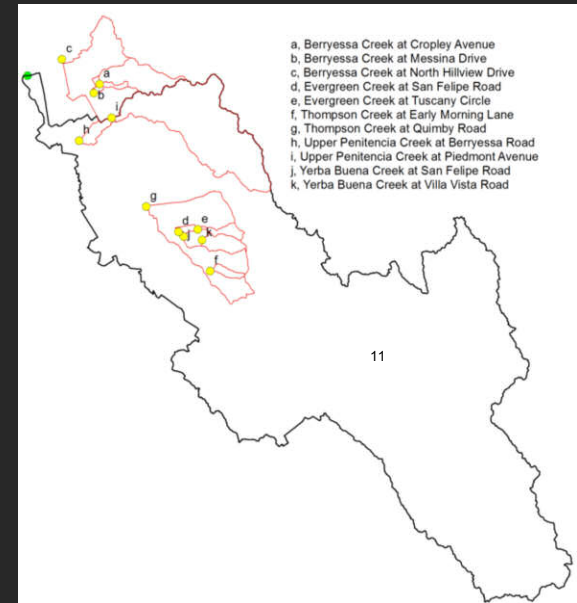 a, Berryessa Creek at Cropley Avenue
b, Berryessa Creek at Messina Drive
c, Berryessa Creek at North Hillview Drive
d, Evergreen Creek at San Felipe Road
e, Evergreen Creek at Tuscany Circle
f, Thompson Creek at Early Morning Lane
g, Thompson Creek at Quimby Road
h, Upper Penitencia Creek at Berryessa Road
i, Upper Penitencia Creek at Piedmont Avenue
j, Yerba Buena Creek at San Felipe Road
k, Yerba Buena Creek at Villa Vista Road
c
a
b
i
h
g
d
e
j
k
f
11